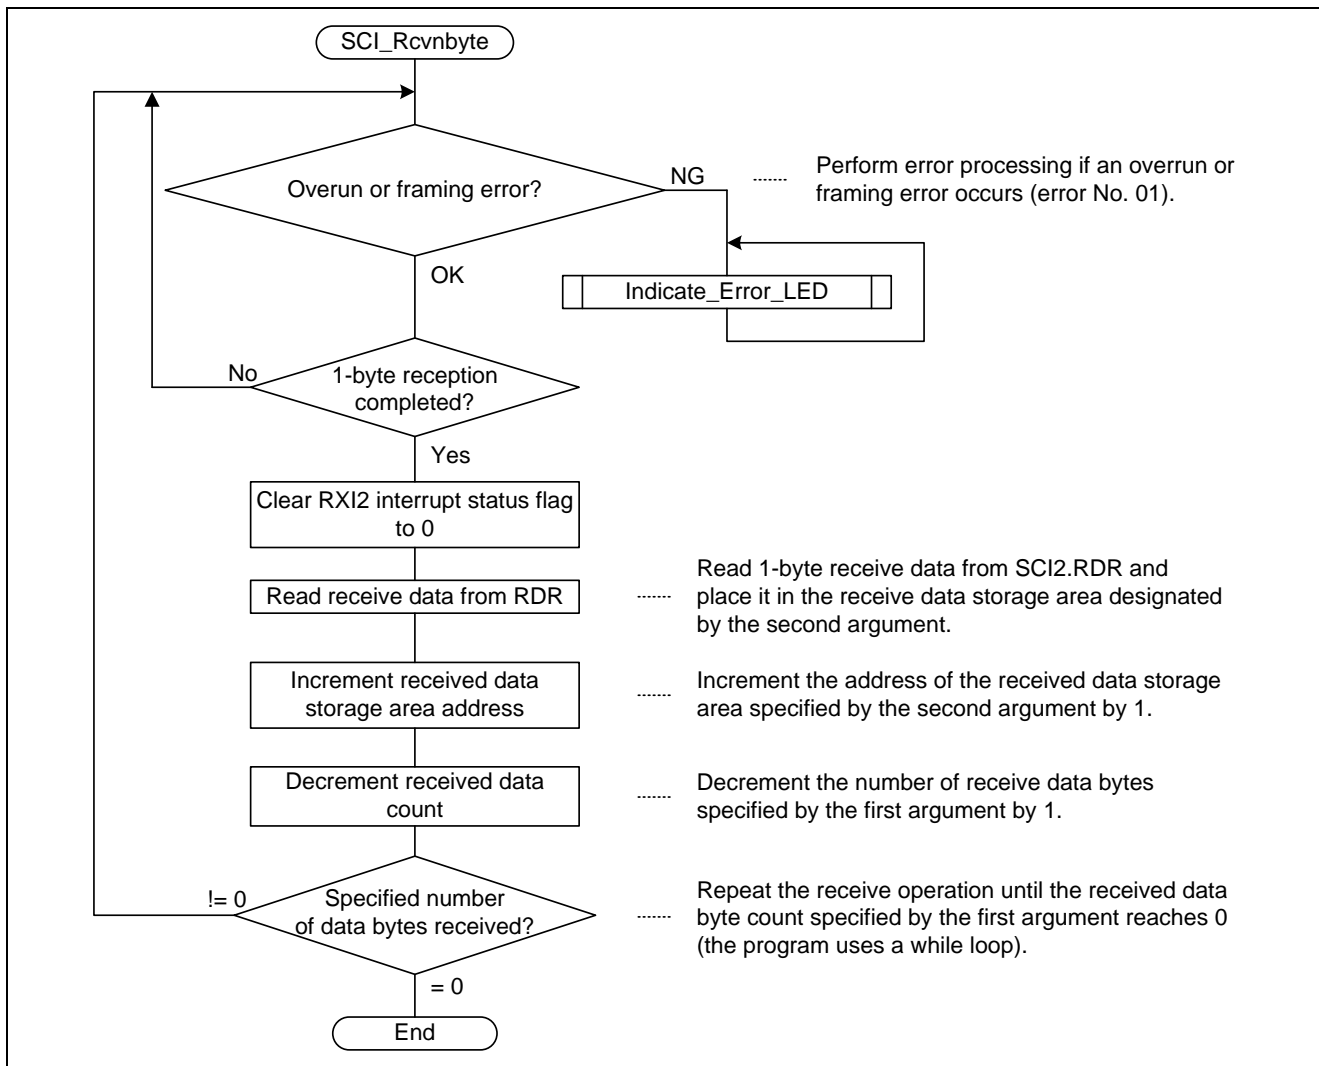 SCI_Rcvnbyte
Overun or framing error?
NG
Perform error processing if an overrun or
framing error occurs (error No. 01).
OK
Indicate_Error_LED
No
1-byte reception
completed?
Yes
Clear RXI2 interrupt status flag
to 0
Read receive data from RDR
Read 1-byte receive data from SCI2.RDR and
place it in the receive data storage area designated
by the second argument.
Increment received data
storage area address
Increment the address of the received data storage
area specified by the second argument by 1.
Decrement received data
count
Decrement the number of receive data bytes
specified by the first argument by 1.
!= 0
Specified number
of data bytes received?
Repeat the receive operation until the received data
byte count specified by the first argument reaches 0
(the program uses a while loop).
= 0
End